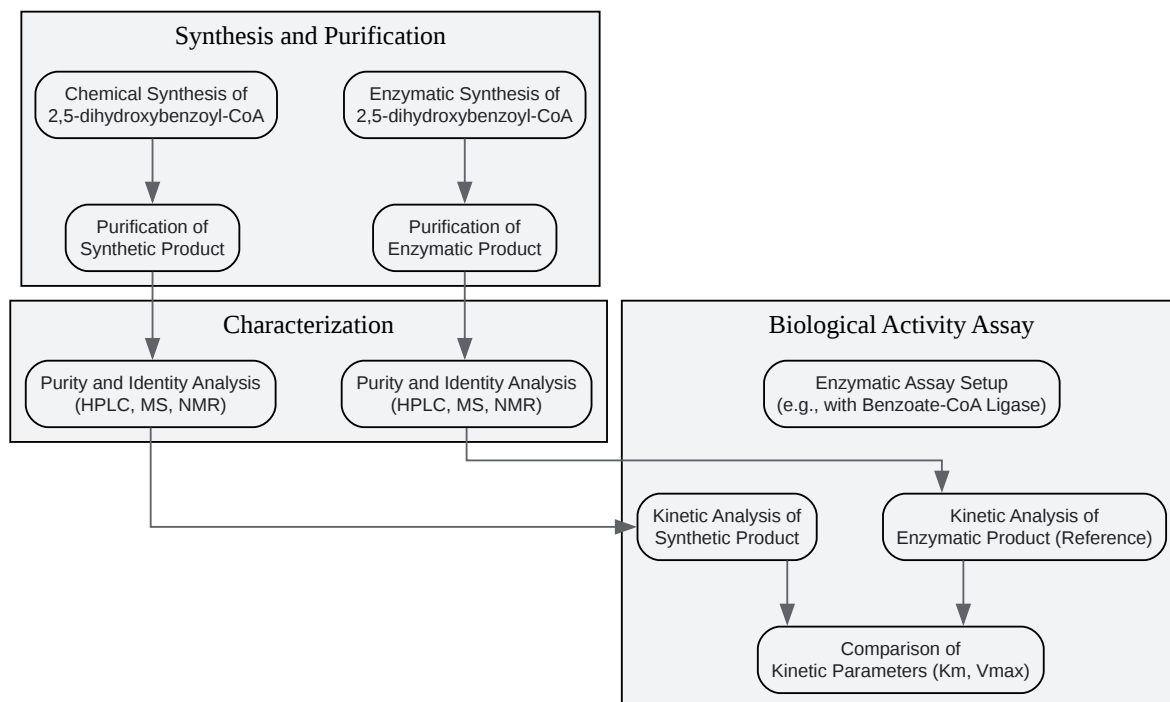 Synthesis and Purification
Chemical Synthesis of
2,5-dihydroxybenzoyl-CoA
Enzymatic Synthesis of
2,5-dihydroxybenzoyl-CoA
Purification of
Synthetic Product
Purification of
Enzymatic Product
Characterization
Purity and Identity Analysis
(HPLC, MS, NMR)
Purity and Identity Analysis
(HPLC, MS, NMR)
Biological Activity Assay
Enzymatic Assay Setup
(e.g., with Benzoate-CoA Ligase)
Kinetic Analysis of
Synthetic Product
Kinetic Analysis of
Enzymatic Product (Reference)
Comparison of
Kinetic Parameters (Km, Vmax)